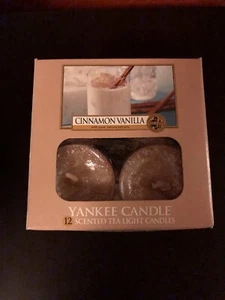 CINNAMON VANILLA
YANKEE CANDLE
12 SCENTED TEA LIGHT CANDLES